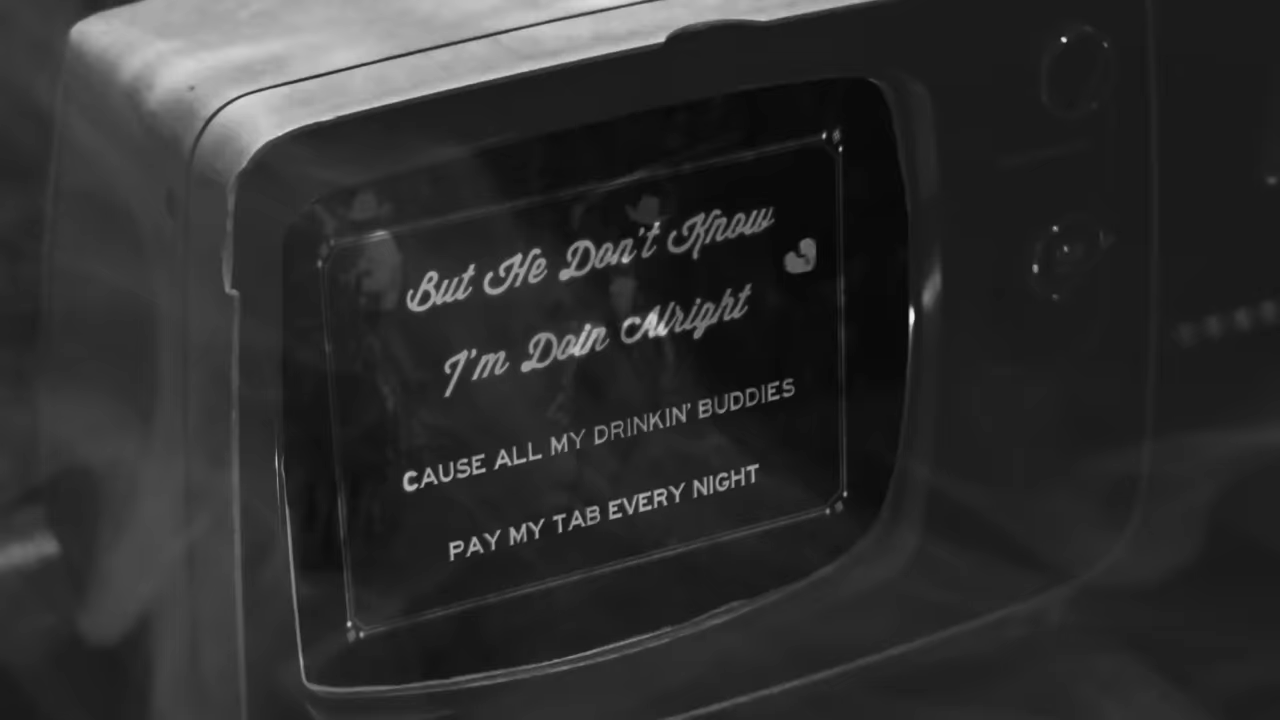 But He Don't Know
I'm Doin Alright
CAUSE ALL MY DRINKIN' BUDDIES
PAY MY TAB EVERY NIGHT